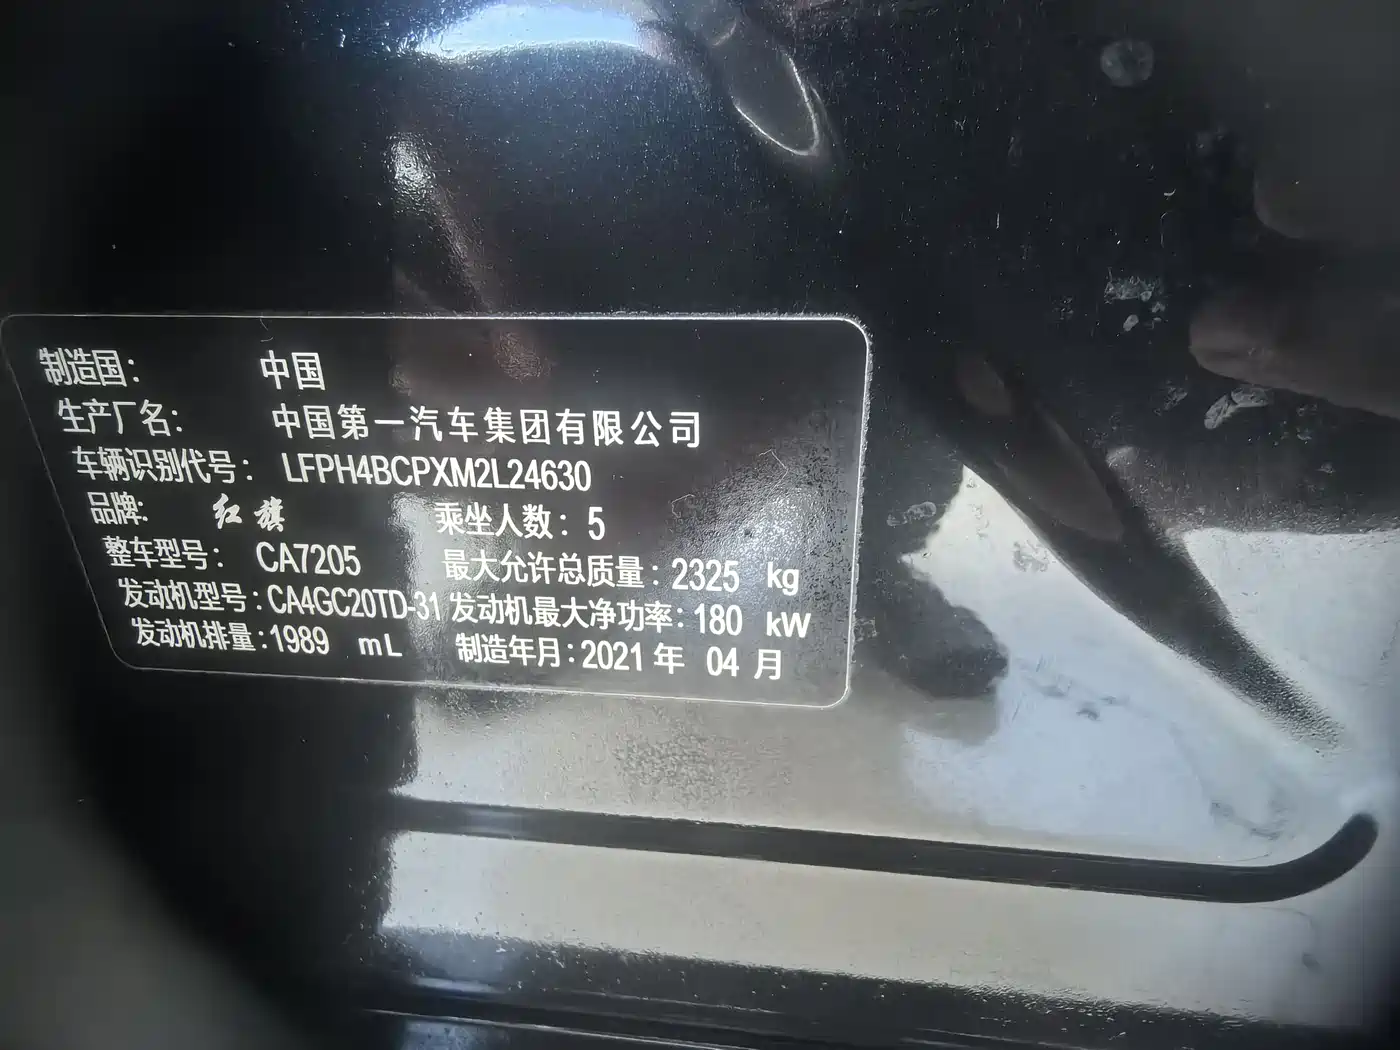 制造国： 中国
生产厂名： 中国第一汽车集团有限公司
车辆识别代号： LFPH4BCPXM2L24630
品牌: 红旗 乘坐人数：5
整车型号： CA7205 最大允许总质量：2325 kg
发动机型号：CA4GC20TD-31 发动机最大净功率：180 kW
发动机排量：1989 mL 制造年月：2021 年 04 月